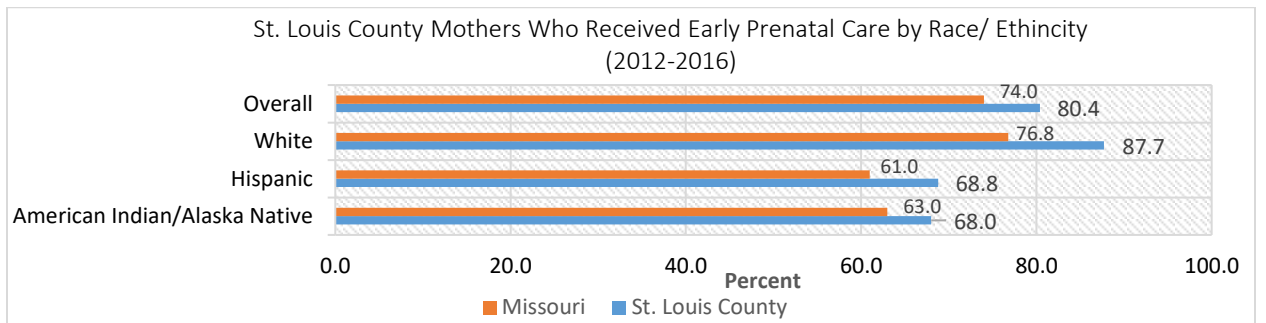 St. Louis County Mothers Who Received Early Prenatal Care by Race/ Ethincity
(2012-2016)
Overall
74.0
80.4
White
76.8
87.7
Hispanic
61.0
68.8
American Indian/Alaska Native
63.0
68.0
0.0 20.0 40.0 60.0 80.0 100.0
Percent
Missouri St. Louis County